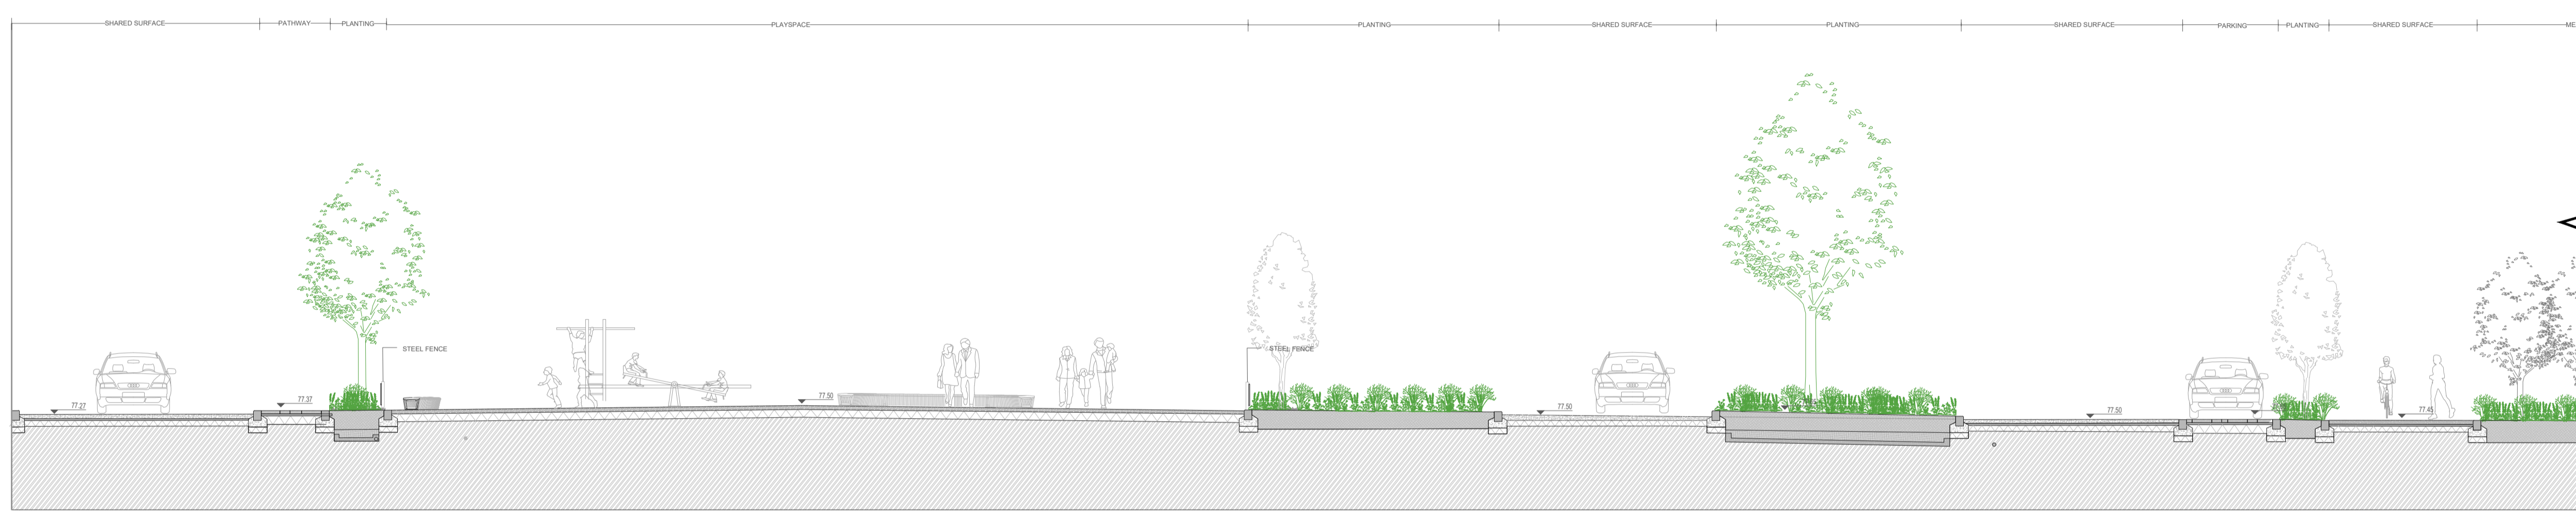 SHARED SURFACE
PATHWAY
PLANTING
PLAYSPACE
PLANTING
SHARED SURFACE
PLANTING
SHARED SURFACE
PARKING
PLANTING
SHARED SURFACE
ME
STEEL FENCE
STEEL FENCE
77.27
77.37
77.50
77.50
77.50
77.45